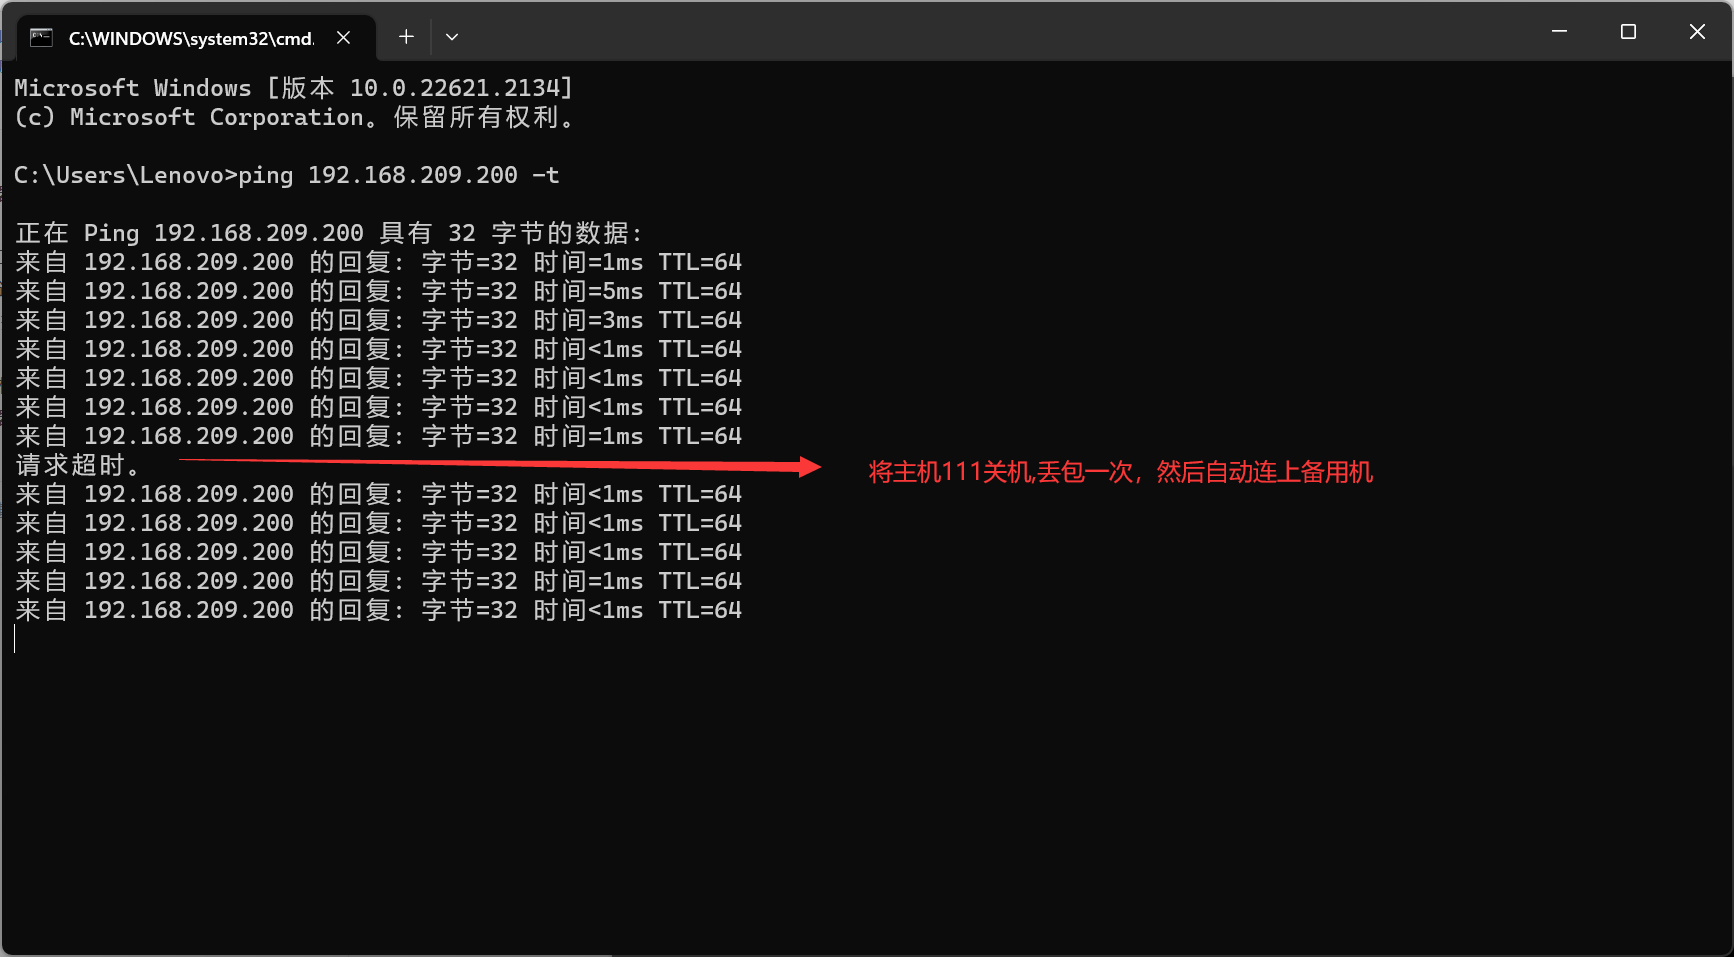 C:\WINDOWS\system32\cmd.
Microsoft Windows [版本 10.0.22621.2134]
(c) Microsoft Corporation。保留所有权利。
C:\Users\Lenovo>ping 192.168.209.200 -t
正在 Ping 192.168.209.200 具有 32 字节的数据:
来自 192.168.209.200 的回复: 字节=32 时间=1ms TTL=64
来自 192.168.209.200 的回复: 字节=32 时间=5ms TTL=64
来自 192.168.209.200 的回复: 字节=32 时间=3ms TTL=64
来自 192.168.209.200 的回复: 字节=32 时间<1ms TTL=64
来自 192.168.209.200 的回复: 字节=32 时间<1ms TTL=64
来自 192.168.209.200 的回复: 字节=32 时间<1ms TTL=64
来自 192.168.209.200 的回复: 字节=32 时间=1ms TTL=64
请求超时。
将主机111关机,丢包一次，然后自动连上备用机
来自 192.168.209.200 的回复: 字节=32 时间<1ms TTL=64
来自 192.168.209.200 的回复: 字节=32 时间<1ms TTL=64
来自 192.168.209.200 的回复: 字节=32 时间<1ms TTL=64
来自 192.168.209.200 的回复: 字节=32 时间=1ms TTL=64
来自 192.168.209.200 的回复: 字节=32 时间<1ms TTL=64